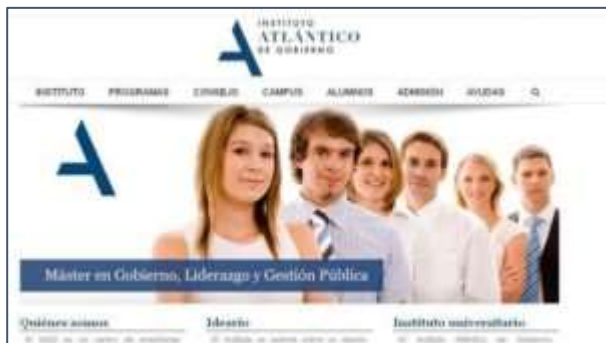 INSTITUTO
ATLÁNTICO
DE GOBIERNO
INSTITUTO PROGRAMAS CONSEJO CAMPUS ALUMNOS ADMISIÓN AYUDAS
Máster en Gobierno, Liderazgo y Gestión Pública
Quiénes somos Ideario Instituto universitario